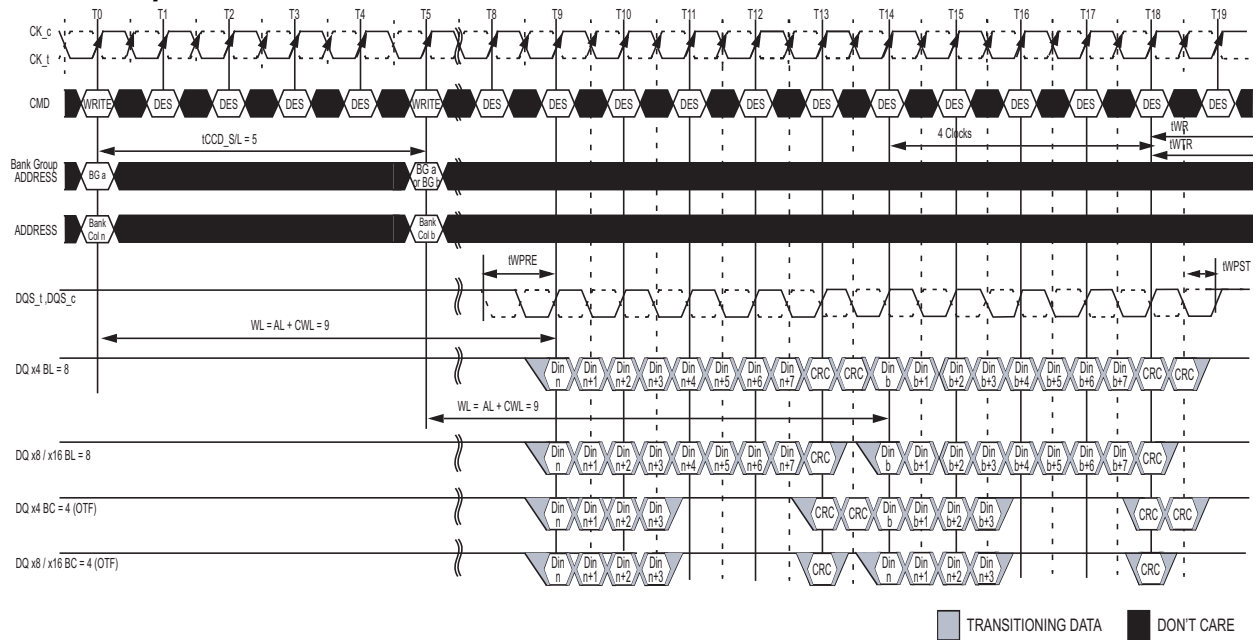 T0 T1 T2 T3 T4 T5 T8 T9 T10 T11 T12 T13 T14 T15 T16 T17 T18 T19
CK_c
CK_t
CMD WRITE DES DES DES DES WRITE DES DES DES DES DES DES DES DES DES DES DES DES
tCCD_S/L = 5
4 Clocks
tWR
tWTR
Bank Group
ADDRESS
BG a
BG a
or BG b
ADDRESS
Bank
Col n
Bank
Col b
tWPRE
tWPST
DQS_t ,DQS_c
WL = AL + CWL = 9
DQ x4 BL = 8
Din Din Din Din Din Din Din Din CRC CRC Din Din Din Din Din Din Din Din CRC CRC
n n+1 n+2 n+3 n+4 n+5 n+6 n+7 b b+1 b+2 b+3 b+4 b+5 b+6 b+7
WL = AL + CWL = 9
DQ x8 / x16 BL = 8
Din Din Din Din Din Din Din Din CRC Din Din Din Din Din Din Din Din CRC
n n+1 n+2 n+3 n+4 n+5 n+6 n+7 b b+1 b+2 b+3 b+4 b+5 b+6 b+7
DQ x4 BC = 4 (OTF)
Din Din Din Din CRC CRC Din Din Din Din CRC CRC
n n+1 n+2 n+3 b b+1 b+2 b+3
DQ x8 / x16 BC = 4 (OTF)
Din Din Din Din CRC Din Din Din Din CRC
n n+1 n+2 n+3 n n+1 n+2 n+3
TRANSITIONING DATA
DON'T CARE